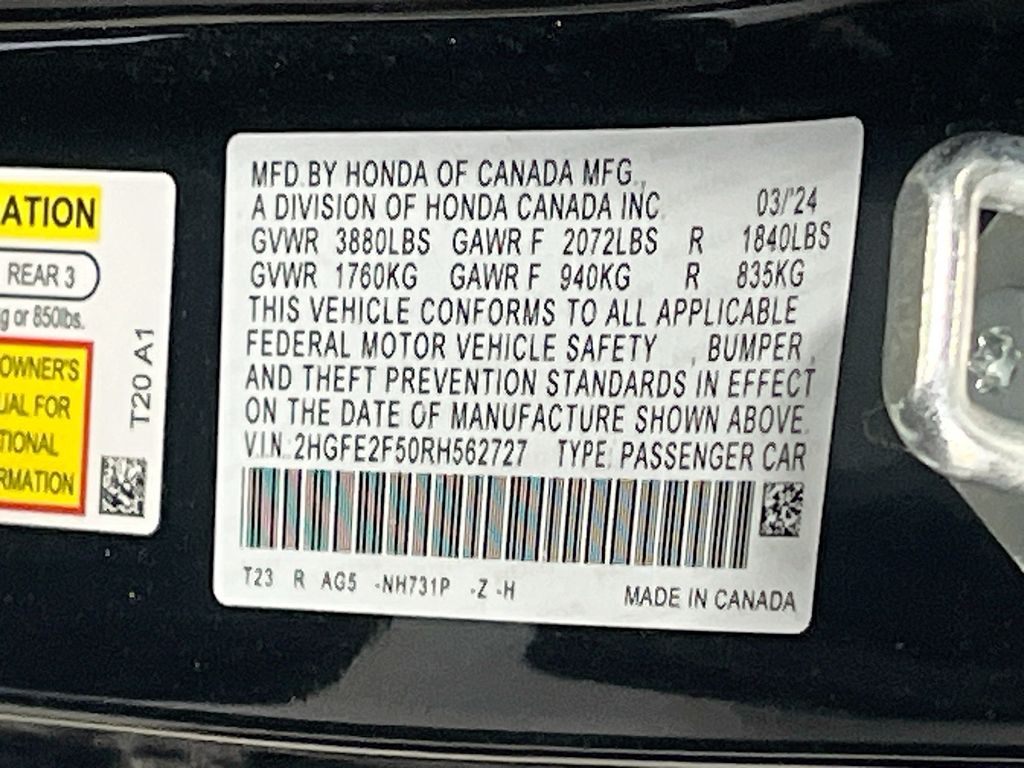 ATION
REAR 3
g or 850lbs.
OWNER'S
UAL FOR
TIONAL
RMATION
T20 A1
MFD. BY HONDA OF CANADA MFG.,
A DIVISION OF HONDA CANADA INC. 03/'24
GVWR 3880LBS GAWR F 2072LBS R 1840LBS
GVWR 1760KG GAWR F 940KG R 835KG
THIS VEHICLE CONFORMS TO ALL APPLICABLE
FEDERAL MOTOR VEHICLE SAFETY , BUMPER ,
AND THEFT PREVENTION STANDARDS IN EFFECT
ON THE DATE OF MANUFACTURE SHOWN ABOVE.
V.I.N. 2HGFE2F50RH562727 TYPE: PASSENGER CAR
T23 R AG5 -NH731P -Z -H MADE IN CANADA